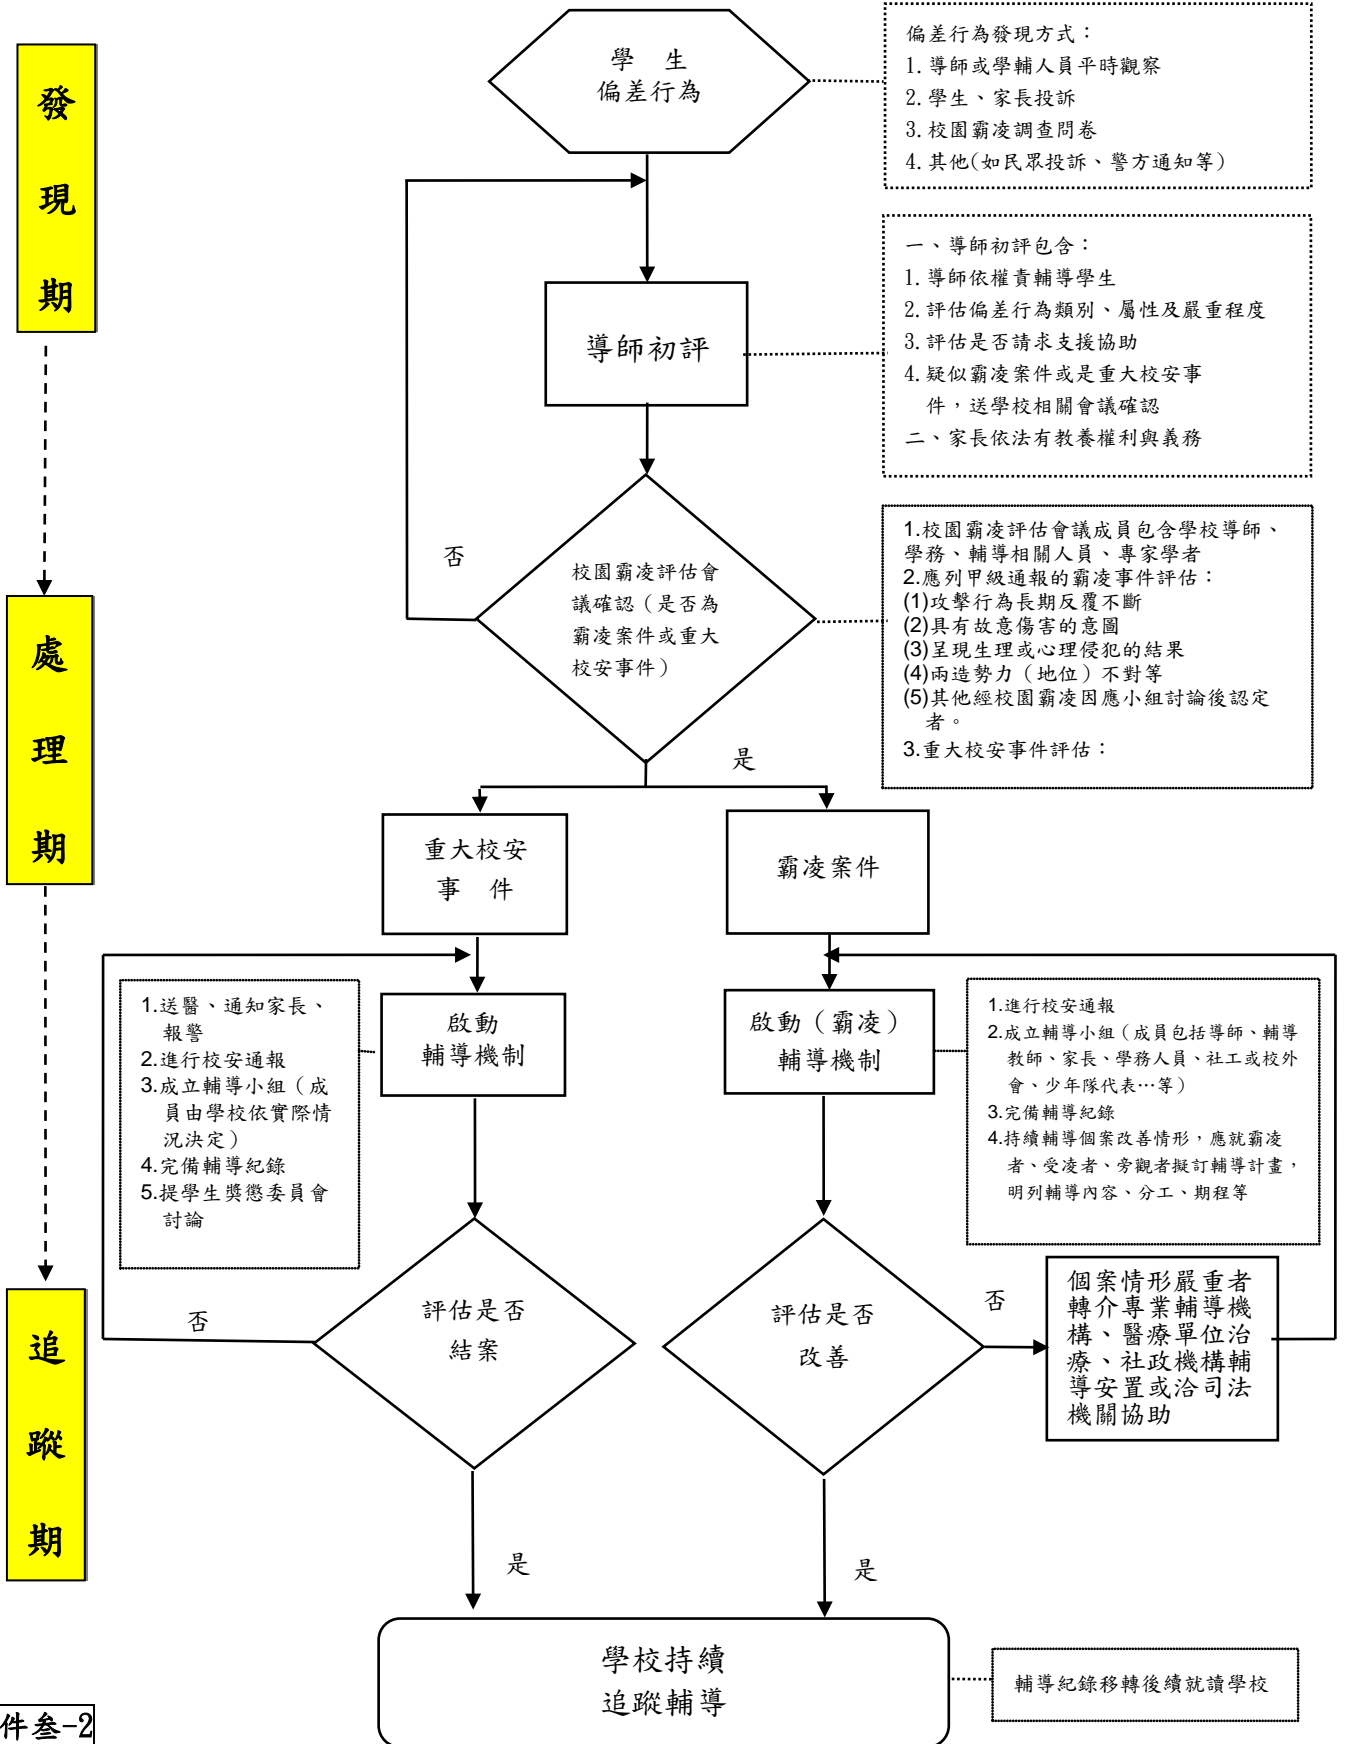 發
現
期
處
理
期
追
蹤
期
學 生
偏差行為
偏差行為發現方式：
1.導師或學輔人員平時觀察
2.學生、家長投訴
3.校園霸凌調查問卷
4.其他(如民眾投訴、警方通知等)
導師初評
一、導師初評包含：
1.導師依權責輔導學生
2.評估偏差行為類別、屬性及嚴重程度
3.評估是否請求支援協助
4.疑似霸凌案件或是重大校安事
件，送學校相關會議確認
二、家長依法有教養權利與義務
否
校園霸凌評估會
議確認（是否為
霸凌案件或重大
校安事件）
是
1.校園霸凌評估會議成員包含學校導師、
學務、輔導相關人員、專家學者
2.應列甲級通報的霸凌事件評估：
(1)攻擊行為長期反覆不斷
(2)具有故意傷害的意圖
(3)呈現生理或心理侵犯的結果
(4)兩造勢力（地位）不對等
(5)其他經校園霸凌因應小組討論後認定
者。
3.重大校安事件評估：
重大校安
事 件
霸凌案件
1.送醫、通知家長、
報警
2.進行校安通報
3.成立輔導小組（成
員由學校依實際情
況決定）
4.完備輔導紀錄
5.提學生獎懲委員會
討論
啟動
輔導機制
啟動（霸凌）
輔導機制
1.進行校安通報
2.成立輔導小組（成員包括導師、輔導
教師、家長、學務人員、社工或校外
會、少年隊代表…等）
3.完備輔導紀錄
4.持續輔導個案改善情形，應就霸凌
者、受凌者、旁觀者擬訂輔導計畫，
明列輔導內容、分工、期程等
否
評估是否
結案
評估是否
改善
否
個案情形嚴重者
轉介專業輔導機
構、醫療單位治
療、社政機構輔
導安置或洽司法
機關協助
是
是
學校持續
追蹤輔導
輔導紀錄移轉後續就讀學校
件叁-2